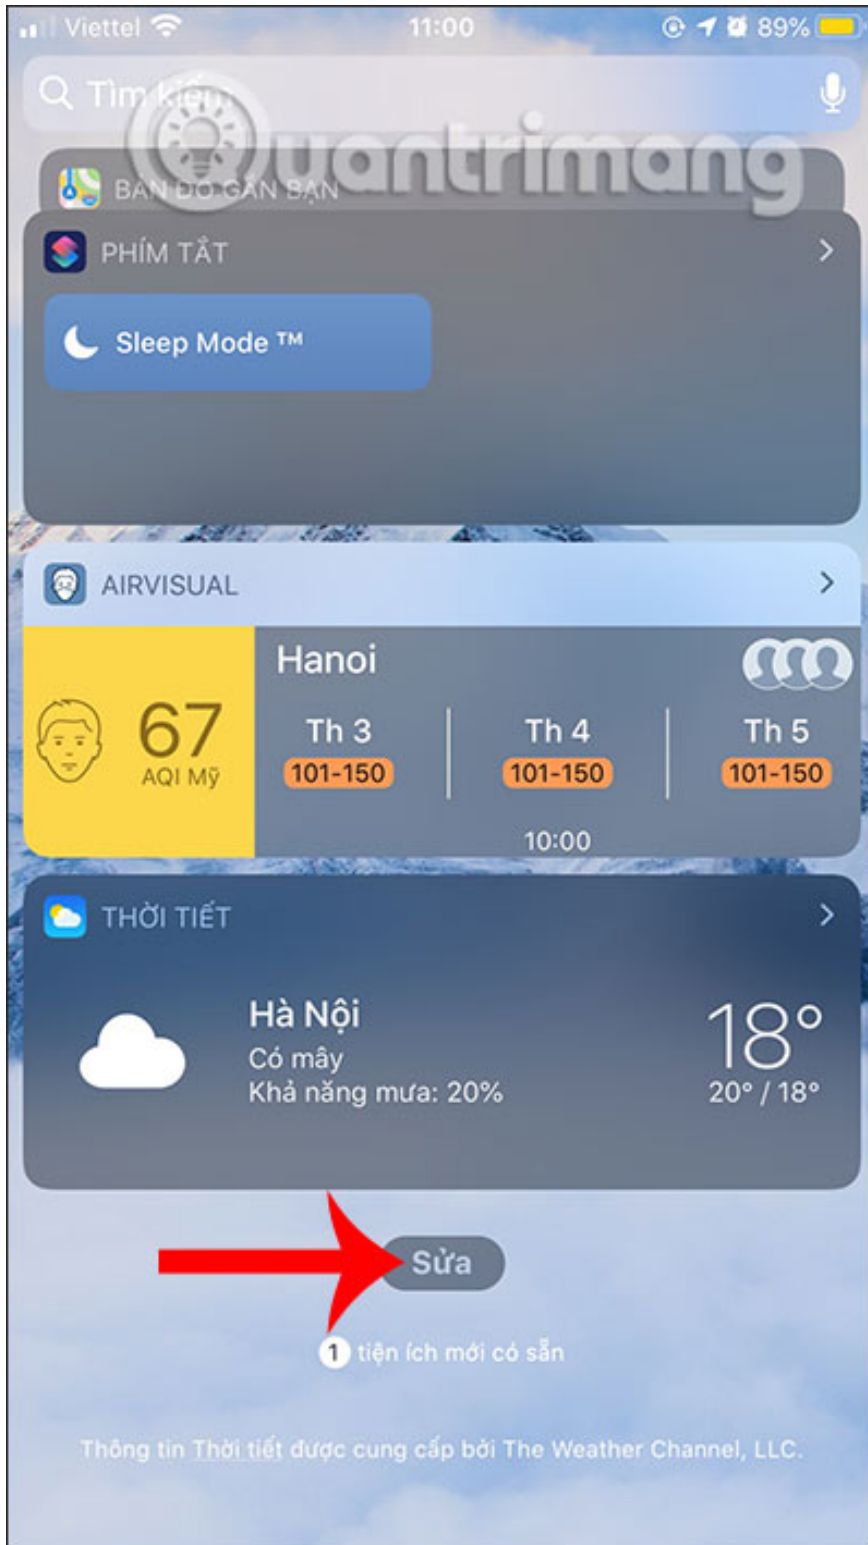 Viettel 11:00 89%
Tìm kiếm
Quantrimang
BẢN ĐỒ GẦN BẠN
PHÍM TẮT
Sleep Mode ™
AIRVISUAL
Hanoi
67
AQI Mỹ
Th 3 Th 4 Th 5
101-150 101-150 101-150
10:00
THỜI TIẾT
Hà Nội
Có mây
Khả năng mưa: 20%
18°
20° / 18°
Sửa
1 tiện ích mới có sẵn
Thông tin Thời tiết được cung cấp bởi The Weather Channel, LLC.